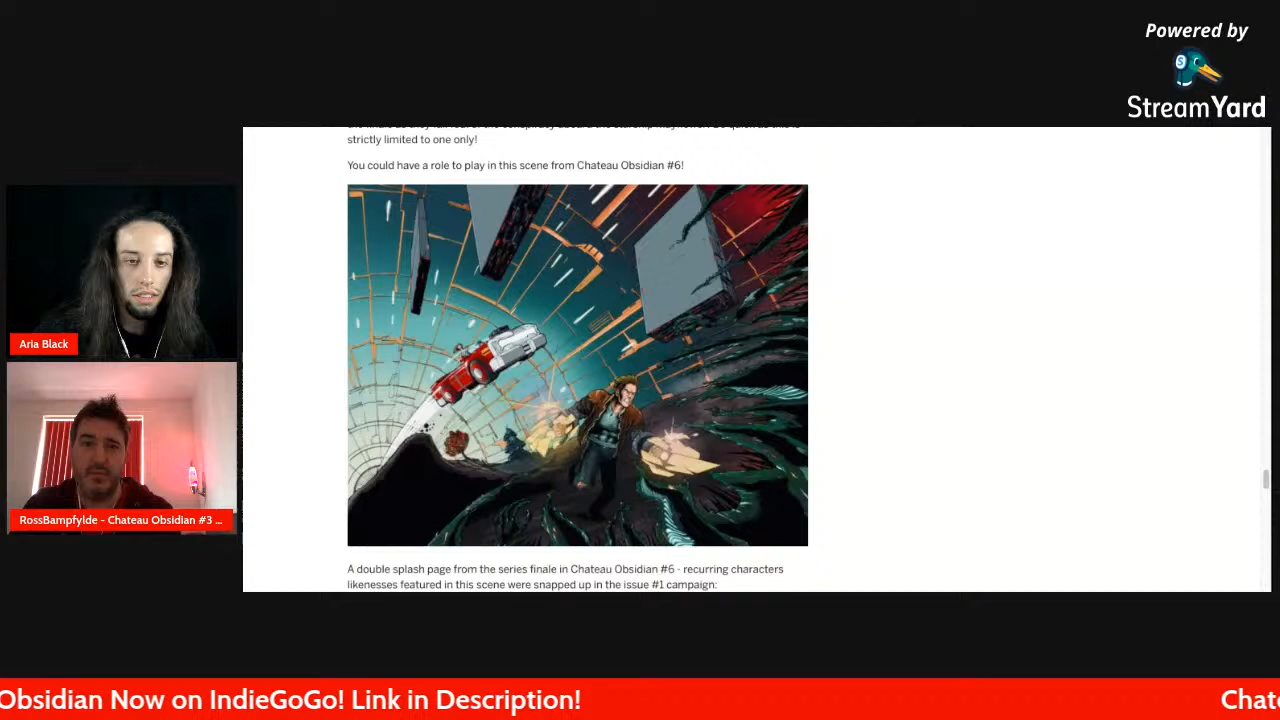 Powered by
StreamYard
strictly limited to one only!
You could have a role to play in this scene from Chateau Obsidian #6!
Aria Black
RossBampfylde - Chateau Obsidian #3 ...
A double splash page from the series finale in Chateau Obsidian #6 - recurring characters
likenesses featured in this scene were snapped up in the issue #1 campaign:
Obsidian Now on IndieGoGo! Link in Description!
Chate